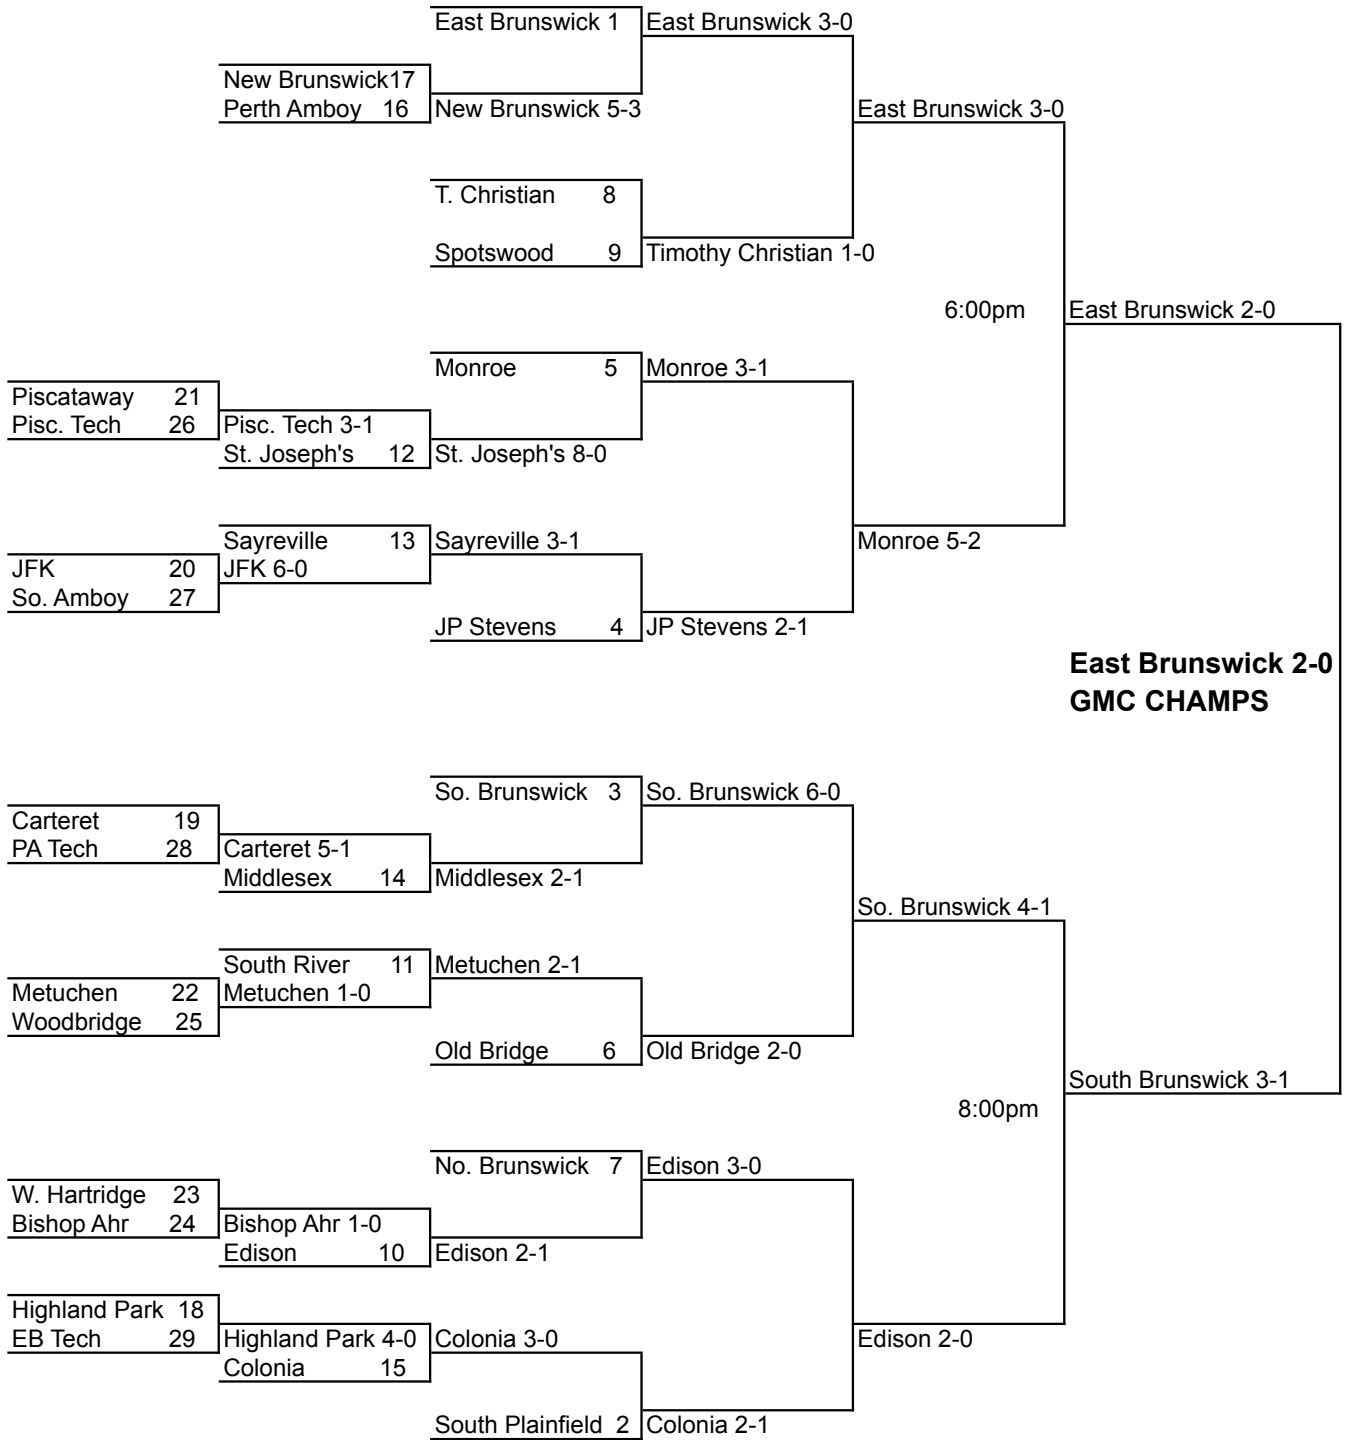 East Brunswick 1 East Brunswick 3-0
New Brunswick17
Perth Amboy 16 New Brunswick 5-3 East Brunswick 3-0
T. Christian 8
Spotswood 9 Timothy Christian 1-0
6:00pm East Brunswick 2-0
Monroe 5 Monroe 3-1
Piscataway 21
Pisc. Tech 26 Pisc. Tech 3-1
St. Joseph's 12 St. Joseph's 8-0
Sayreville 13 Sayreville 3-1 Monroe 5-2
JFK 20 JFK 6-0
So. Amboy 27
JP Stevens 4 JP Stevens 2-1
East Brunswick 2-0
GMC CHAMPS
So. Brunswick 3 So. Brunswick 6-0
Carteret 19
PA Tech 28 Carteret 5-1
Middlesex 14 Middlesex 2-1
So. Brunswick 4-1
South River 11 Metuchen 2-1
Metuchen 22 Metuchen 1-0
Woodbridge 25
Old Bridge 6 Old Bridge 2-0
South Brunswick 3-1
8:00pm
No. Brunswick 7 Edison 3-0
W. Hartridge 23
Bishop Ahr 24 Bishop Ahr 1-0
Edison 10 Edison 2-1
Highland Park 18
EB Tech 29 Highland Park 4-0 Colonia 3-0 Edison 2-0
Colonia 15
South Plainfield 2 Colonia 2-1